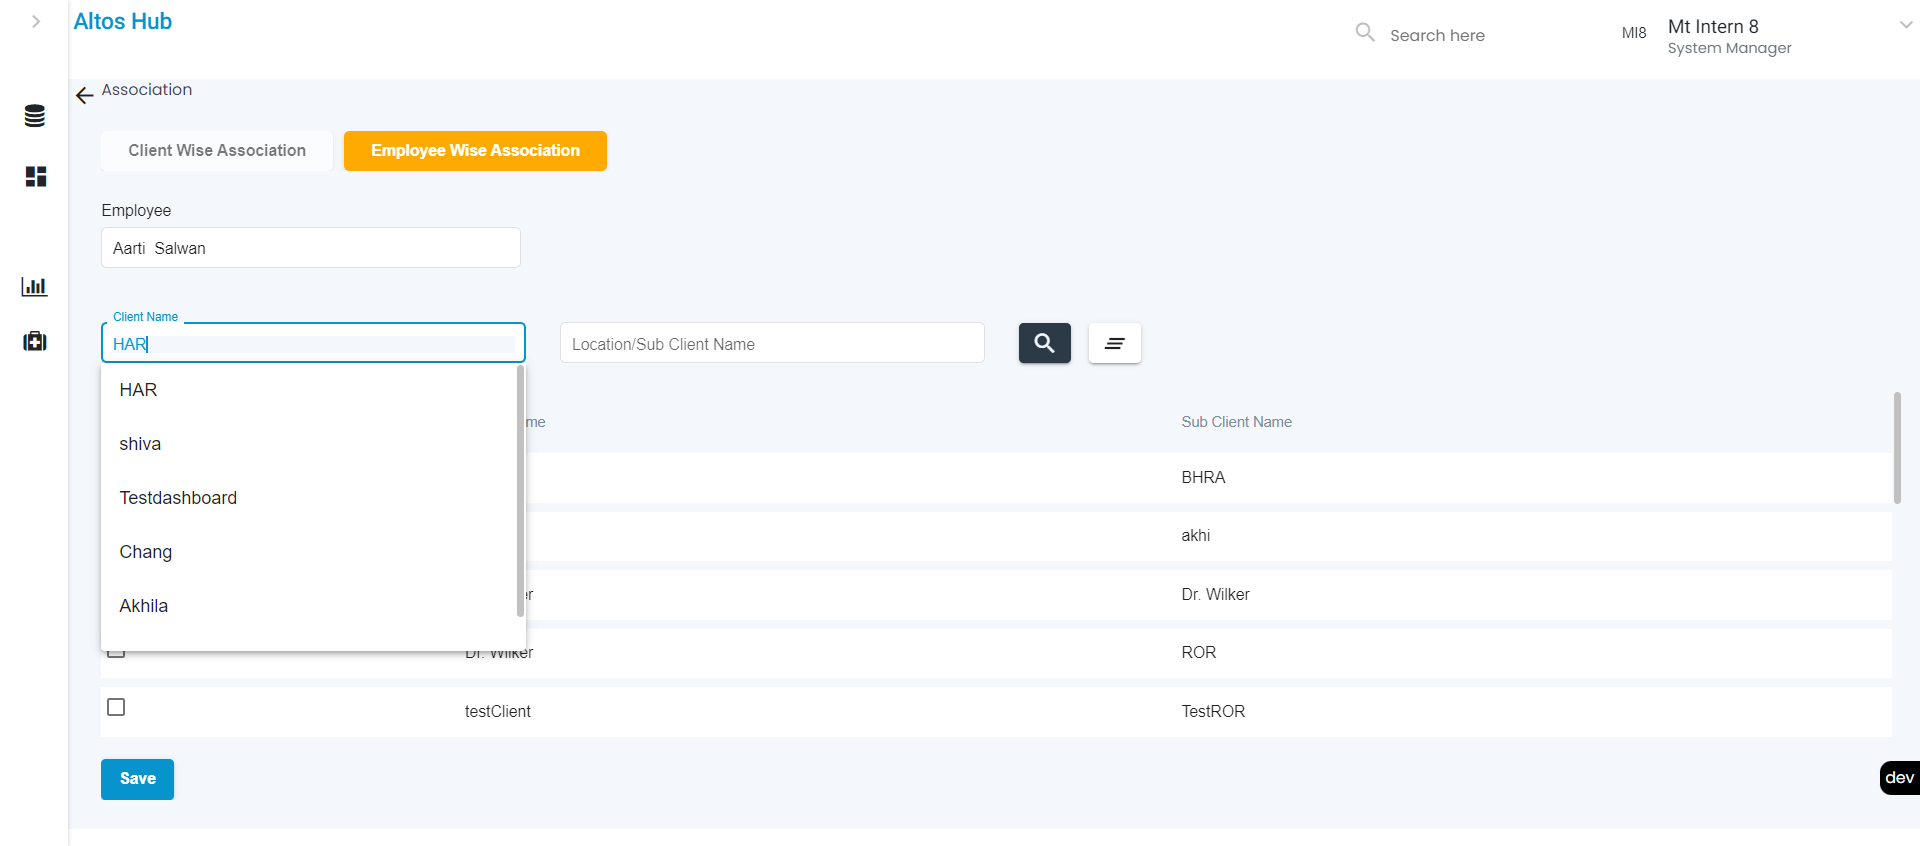 Altos Hub
Search here
MI8
Mt Intern 8
System Manager
Association
Client Wise Association
Employee Wise Association
Employee
Aarti  Salwan
Client Name
HAR
Location/Sub Client Name
HAR
shiva
Testdashboard
Chang
Akhila
me
Sub Client Name
BHRA
akhi
er
Dr. Wilker
Dr. Wilker
ROR
testClient
TestROR
Save
dev